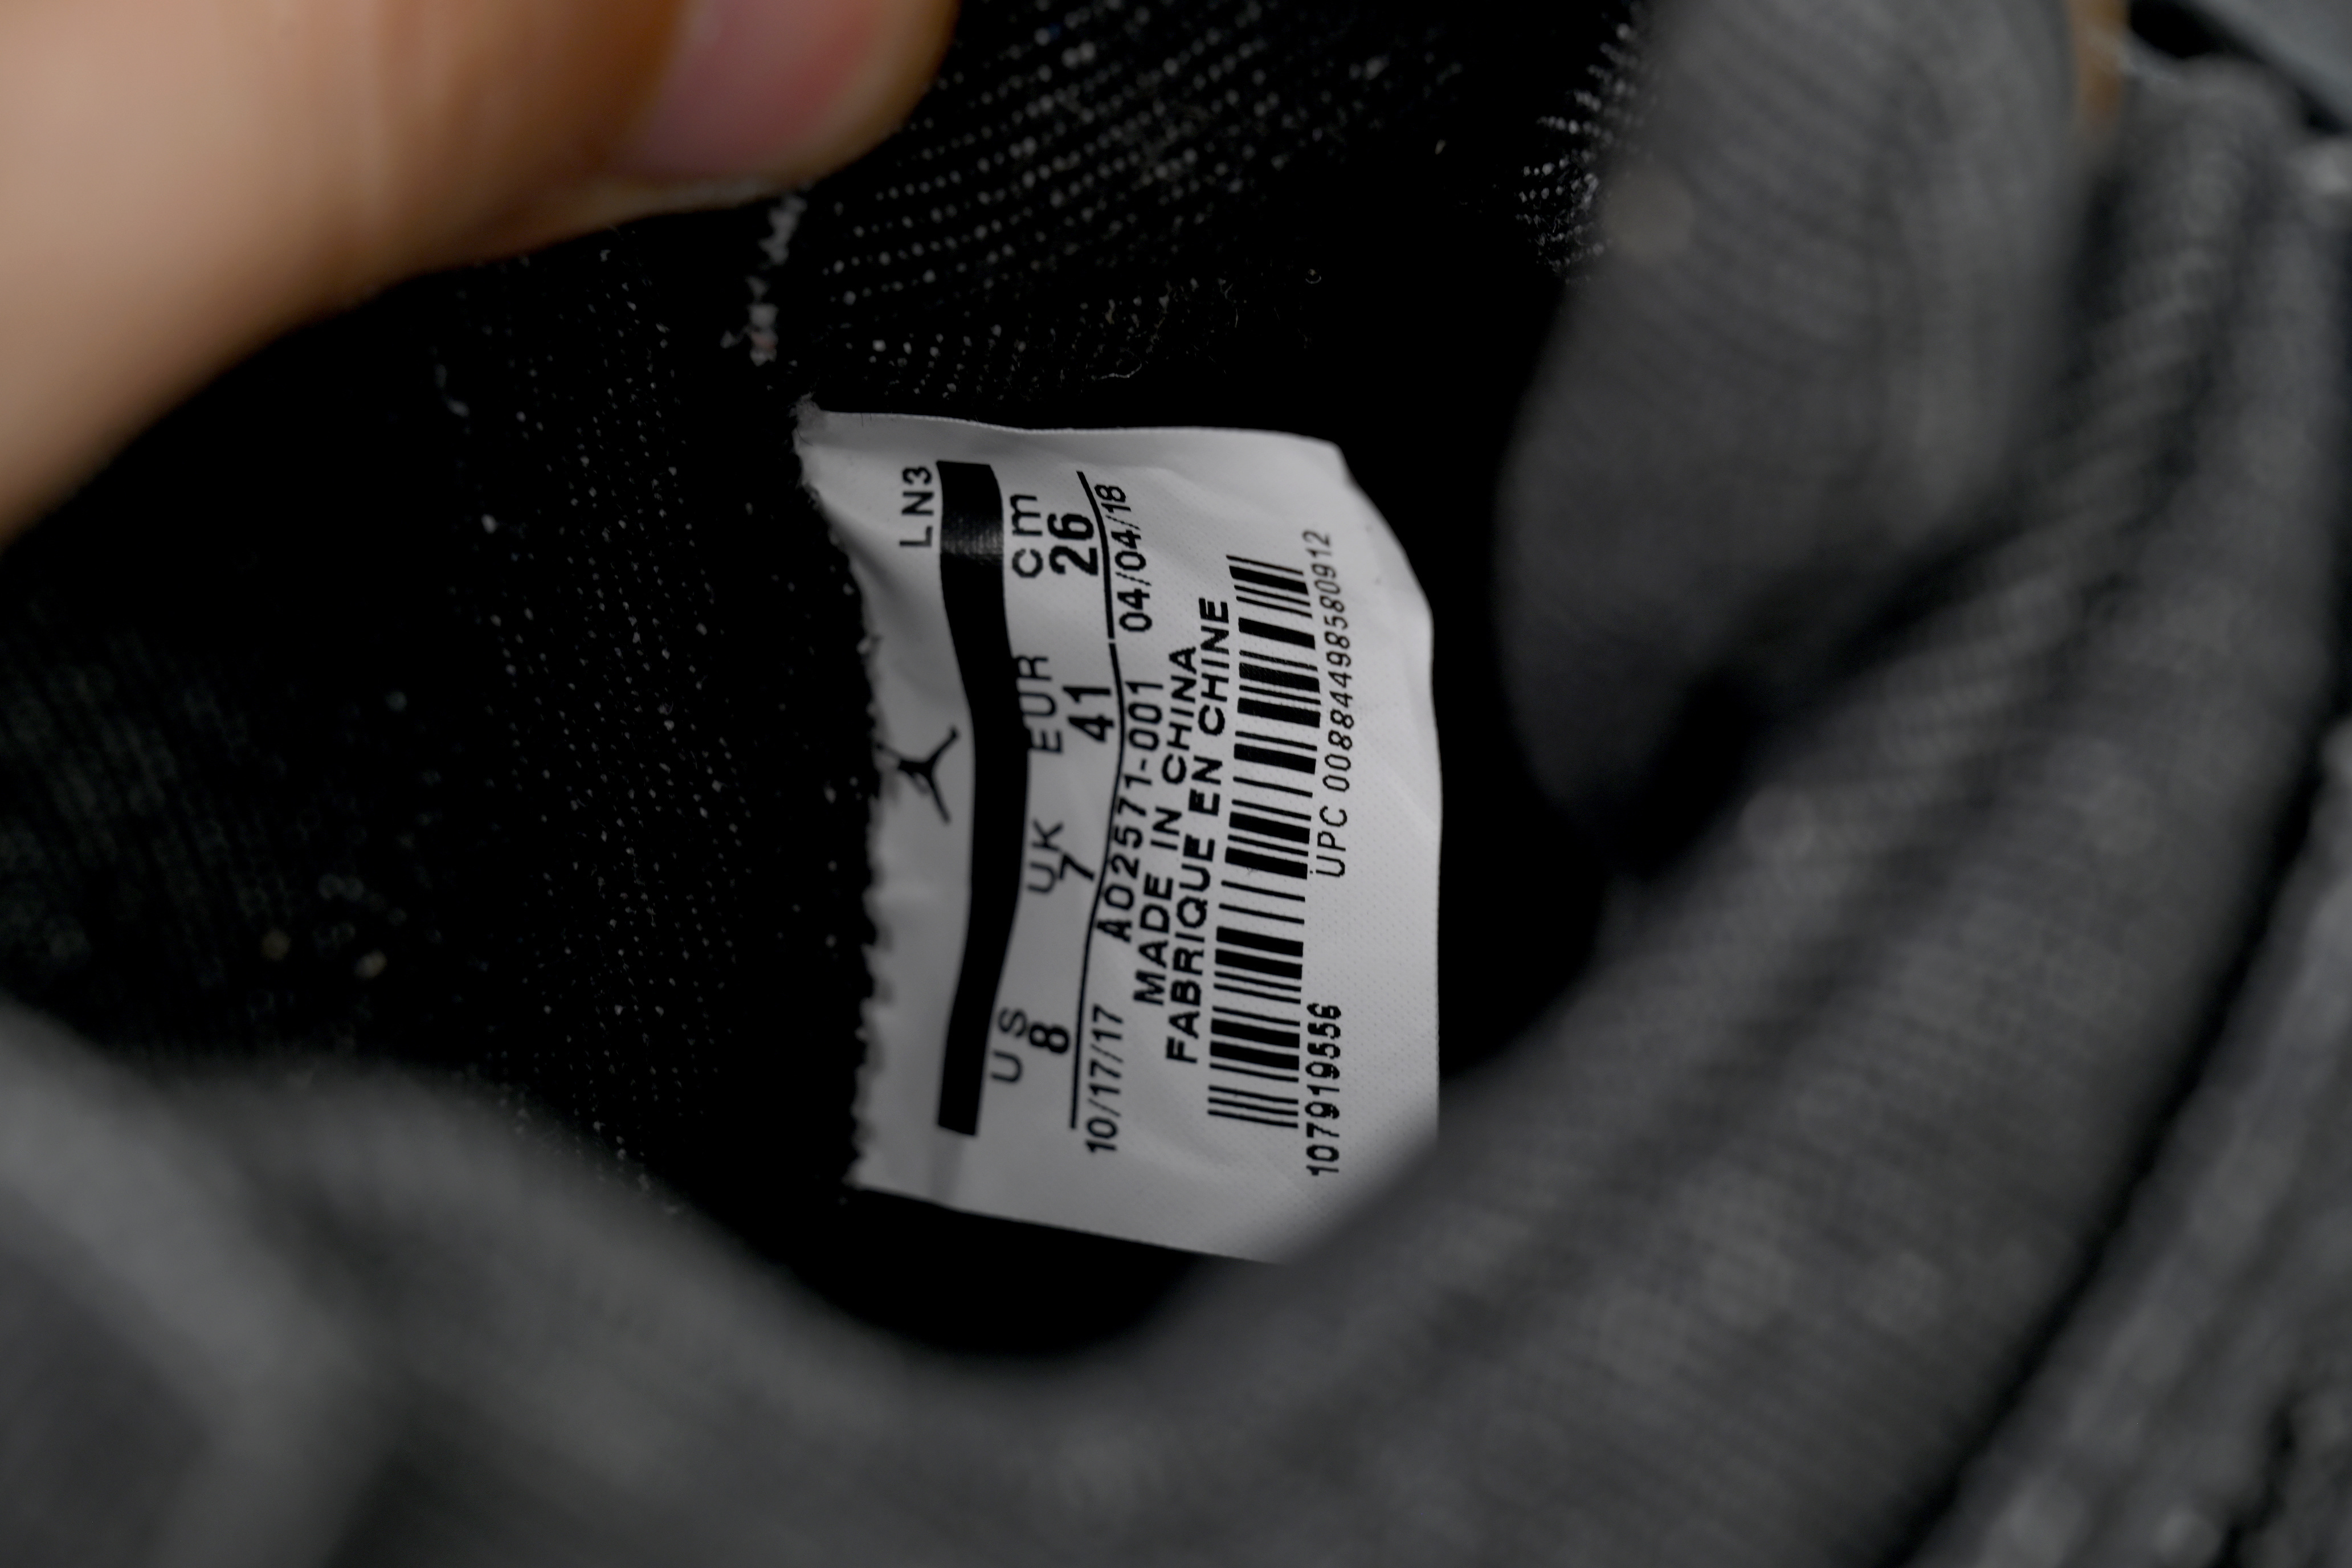 LN3
US UK EUR cm
8 7 41 26
10/17/17 AO2571-001 04/04/18
MADE IN CHINA
FABRIQUE EN CHINE
107919556 UPC 00884498580912